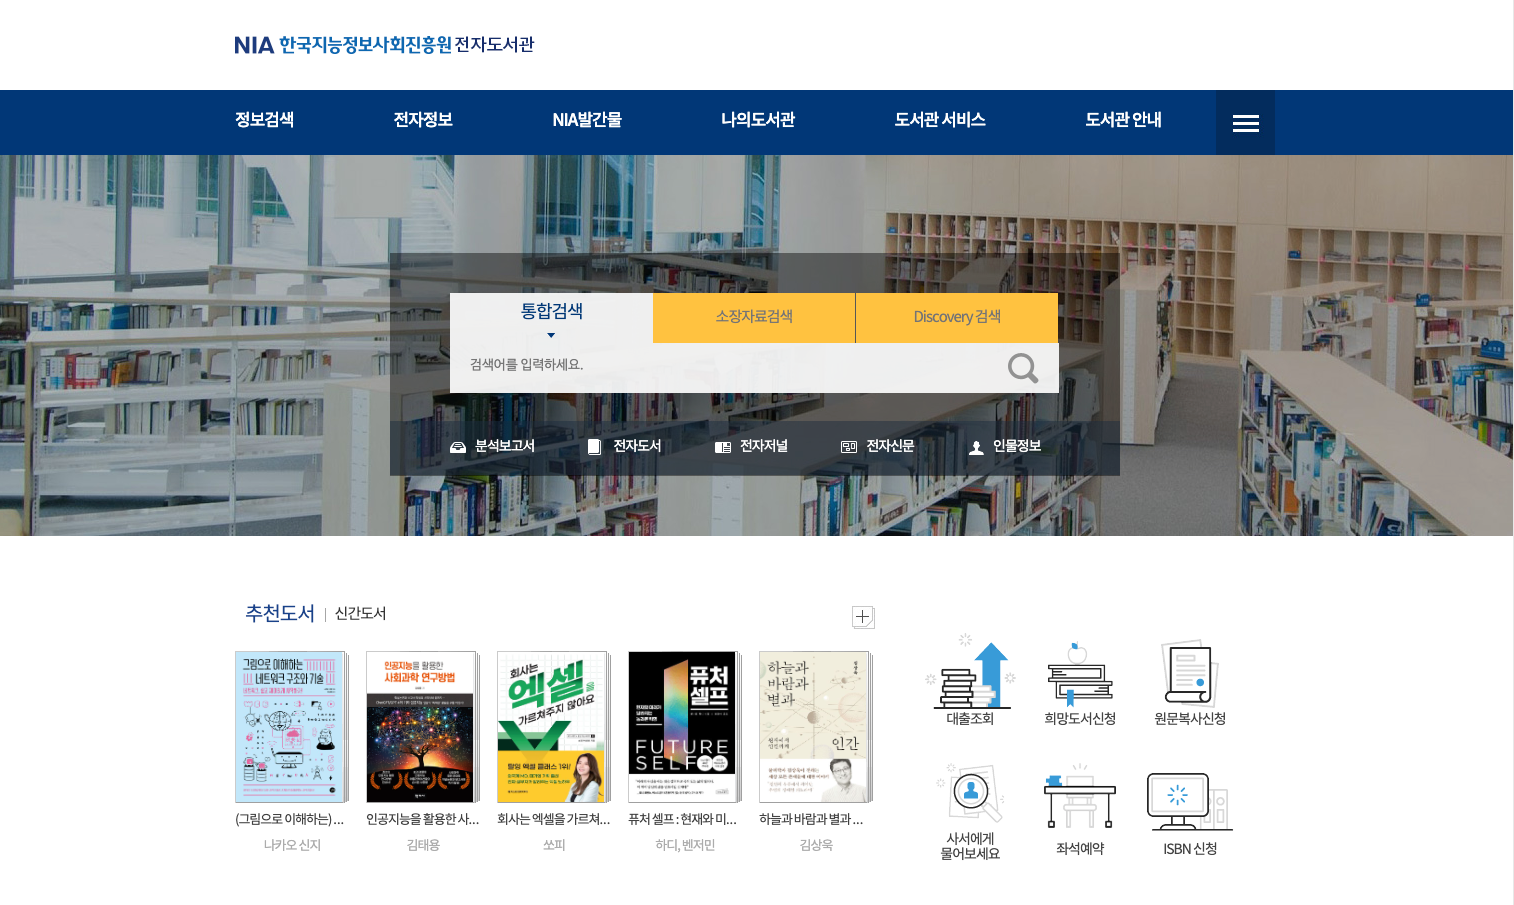 NIA 한국지능정보사회진흥원 전자도서관
정보검색 전자정보 NIA발간물 나의도서관 도서관 서비스 도서관 안내
통합검색 소장자료검색 Discovery 검색
검색어를 입력하세요.
분석보고서 전자도서 전자저널 전자신문 인물정보
추천도서 신간도서
그림으로 이해하는
네트워크 구조와 기술
인공지능을 활용한
사회과학 연구방법
회사는
엑셀을
가르쳐주지 않아요
퓨처
셀프
FUTURE
SELF
하늘과
바람과
별과
인간
(그림으로 이해하는) ...
나카오 신지
인공지능을 활용한 사...
김태용
회사는 엑셀을 가르쳐...
쏘피
퓨처 셀프 : 현재와 미...
하디, 벤저민
하늘과 바람과 별과 ...
김상욱
대출조회 희망도서신청 원문복사신청
사서에게
물어보세요
좌석예약 ISBN 신청